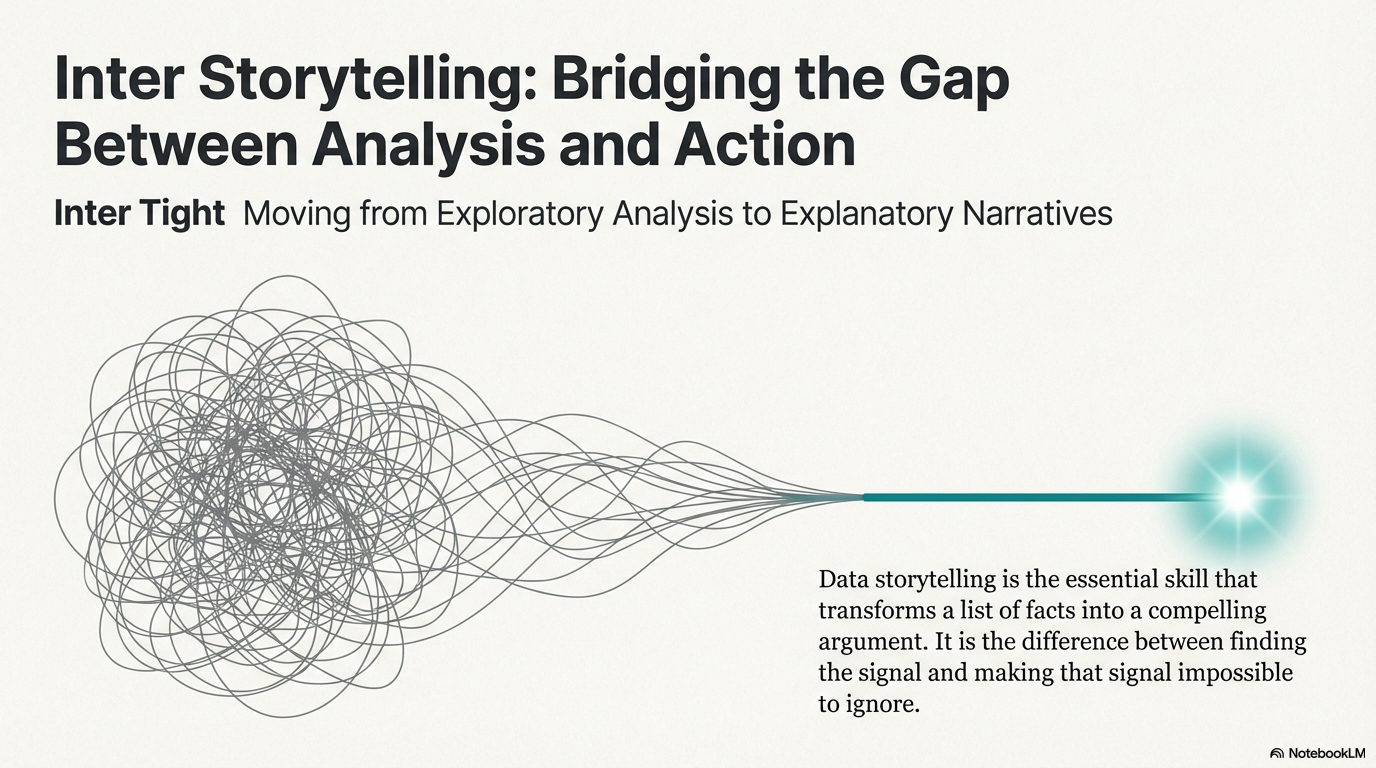 Inter Storytelling: Bridging the Gap
Between Analysis and Action
Inter Tight Moving from Exploratory Analysis to Explanatory Narratives
Data storytelling is the essential skill that
transforms a list of facts into a compelling
argument. It is the difference between finding
the signal and making that signal impossible
to ignore.
NotebookLM